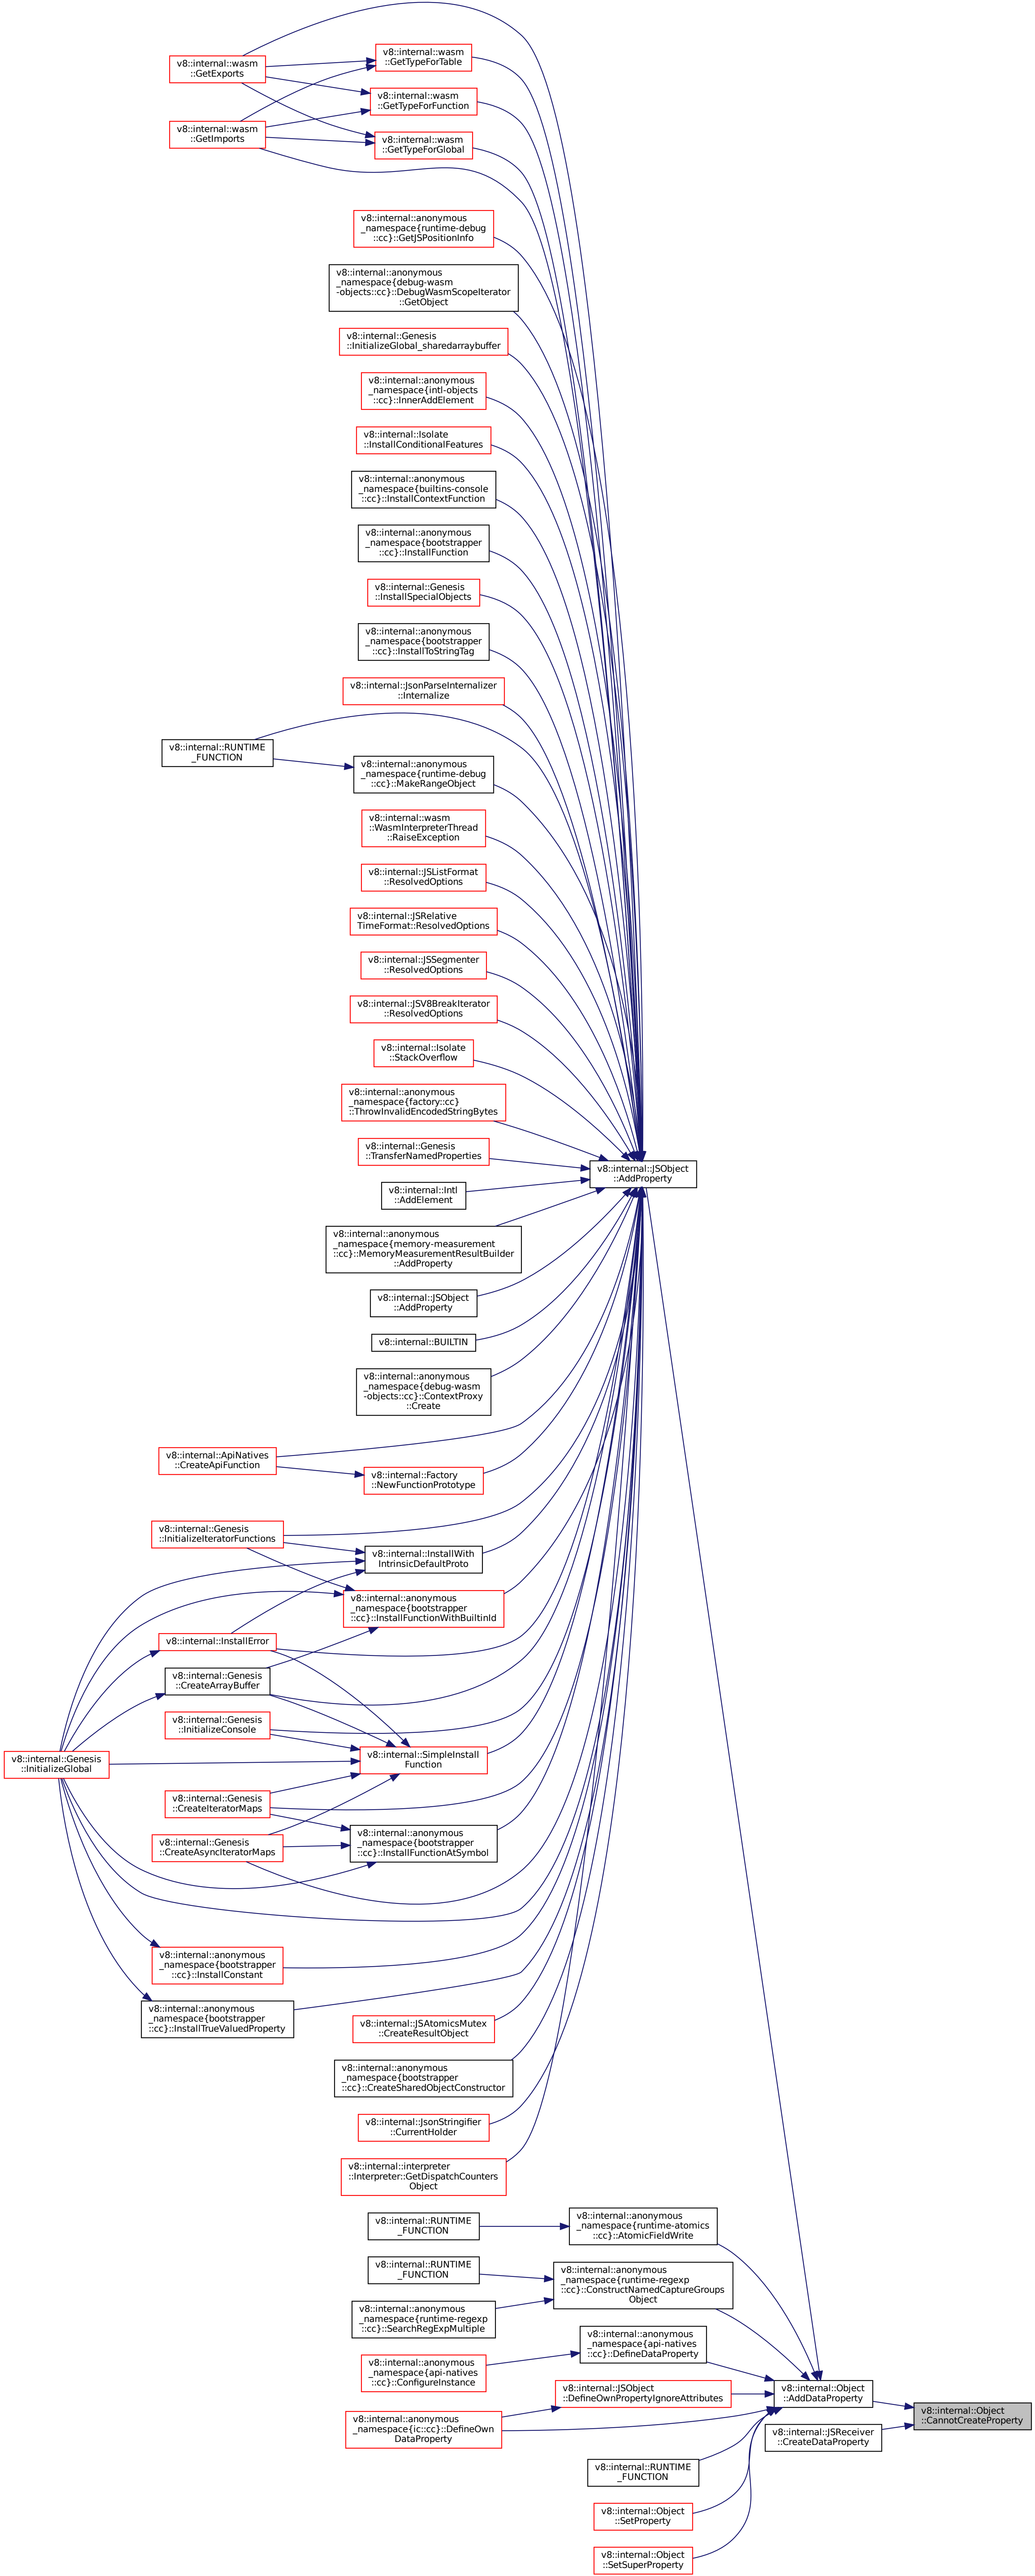 v8::internal::wasm
::GetExports
v8::internal::wasm
::GetTypeForTable
v8::internal::wasm
::GetTypeForFunction
v8::internal::wasm
::GetImports
v8::internal::wasm
::GetTypeForGlobal
v8::internal::anonymous
_namespace{runtime-debug
::cc}::GetJSPositionInfo
v8::internal::anonymous
_namespace{debug-wasm
-objects::cc}::DebugWasmScopeIterator
::GetObject
v8::internal::Genesis
::InitializeGlobal_sharedarraybuffer
v8::internal::anonymous
_namespace{intl-objects
::cc}::InnerAddElement
v8::internal::Isolate
::InstallConditionalFeatures
v8::internal::anonymous
_namespace{builtins-console
::cc}::InstallContextFunction
v8::internal::anonymous
_namespace{bootstrapper
::cc}::InstallFunction
v8::internal::Genesis
::InstallSpecialObjects
v8::internal::anonymous
_namespace{bootstrapper
::cc}::InstallToStringTag
v8::internal::JsonParseInternalizer
::Internalize
v8::internal::RUNTIME
_FUNCTION
v8::internal::anonymous
_namespace{runtime-debug
::cc}::MakeRangeObject
v8::internal::wasm
::WasmInterpreterThread
::RaiseException
v8::internal::JSListFormat
::ResolvedOptions
v8::internal::JSRelative
TimeFormat::ResolvedOptions
v8::internal::JSSegmenter
::ResolvedOptions
v8::internal::JSV8BreakIterator
::ResolvedOptions
v8::internal::Isolate
::StackOverflow
v8::internal::anonymous
_namespace{factory::cc}
::ThrowInvalidEncodedStringBytes
v8::internal::Genesis
::TransferNamedProperties
v8::internal::JSObject
::AddProperty
v8::internal::Intl
::AddElement
v8::internal::anonymous
_namespace{memory-measurement
::cc}::MemoryMeasurementResultBuilder
::AddProperty
v8::internal::JSObject
::AddProperty
v8::internal::BUILTIN
v8::internal::anonymous
_namespace{debug-wasm
-objects::cc}::ContextProxy
::Create
v8::internal::ApiNatives
::CreateApiFunction
v8::internal::Factory
::NewFunctionPrototype
v8::internal::Genesis
::InitializeIteratorFunctions
v8::internal::InstallWith
IntrinsicDefaultProto
v8::internal::anonymous
_namespace{bootstrapper
::cc}::InstallFunctionWithBuiltinId
v8::internal::InstallError
v8::internal::Genesis
::CreateArrayBuffer
v8::internal::Genesis
::InitializeConsole
v8::internal::Genesis
::InitializeGlobal
v8::internal::SimpleInstall
Function
v8::internal::Genesis
::CreateIteratorMaps
v8::internal::Genesis
::CreateAsyncIteratorMaps
v8::internal::anonymous
_namespace{bootstrapper
::cc}::InstallFunctionAtSymbol
v8::internal::anonymous
_namespace{bootstrapper
::cc}::InstallConstant
v8::internal::anonymous
_namespace{bootstrapper
::cc}::InstallTrueValuedProperty
v8::internal::JSAtomicsMutex
::CreateResultObject
v8::internal::anonymous
_namespace{bootstrapper
::cc}::CreateSharedObjectConstructor
v8::internal::JsonStringifier
::CurrentHolder
v8::internal::interpreter
::Interpreter::GetDispatchCounters
Object
v8::internal::RUNTIME
_FUNCTION
v8::internal::anonymous
_namespace{runtime-atomics
::cc}::AtomicFieldWrite
v8::internal::RUNTIME
_FUNCTION
v8::internal::anonymous
_namespace{runtime-regexp
::cc}::ConstructNamedCaptureGroups
Object
v8::internal::anonymous
_namespace{runtime-regexp
::cc}::SearchRegExpMultiple
v8::internal::anonymous
_namespace{api-natives
::cc}::DefineDataProperty
v8::internal::anonymous
_namespace{api-natives
::cc}::ConfigureInstance
v8::internal::JSObject
::DefineOwnPropertyIgnoreAttributes
v8::internal::Object
::AddDataProperty
v8::internal::Object
::CannotCreateProperty
v8::internal::anonymous
_namespace{ic::cc}::DefineOwn
DataProperty
v8::internal::JSReceiver
::CreateDataProperty
v8::internal::RUNTIME
_FUNCTION
v8::internal::Object
::SetProperty
v8::internal::Object
::SetSuperProperty